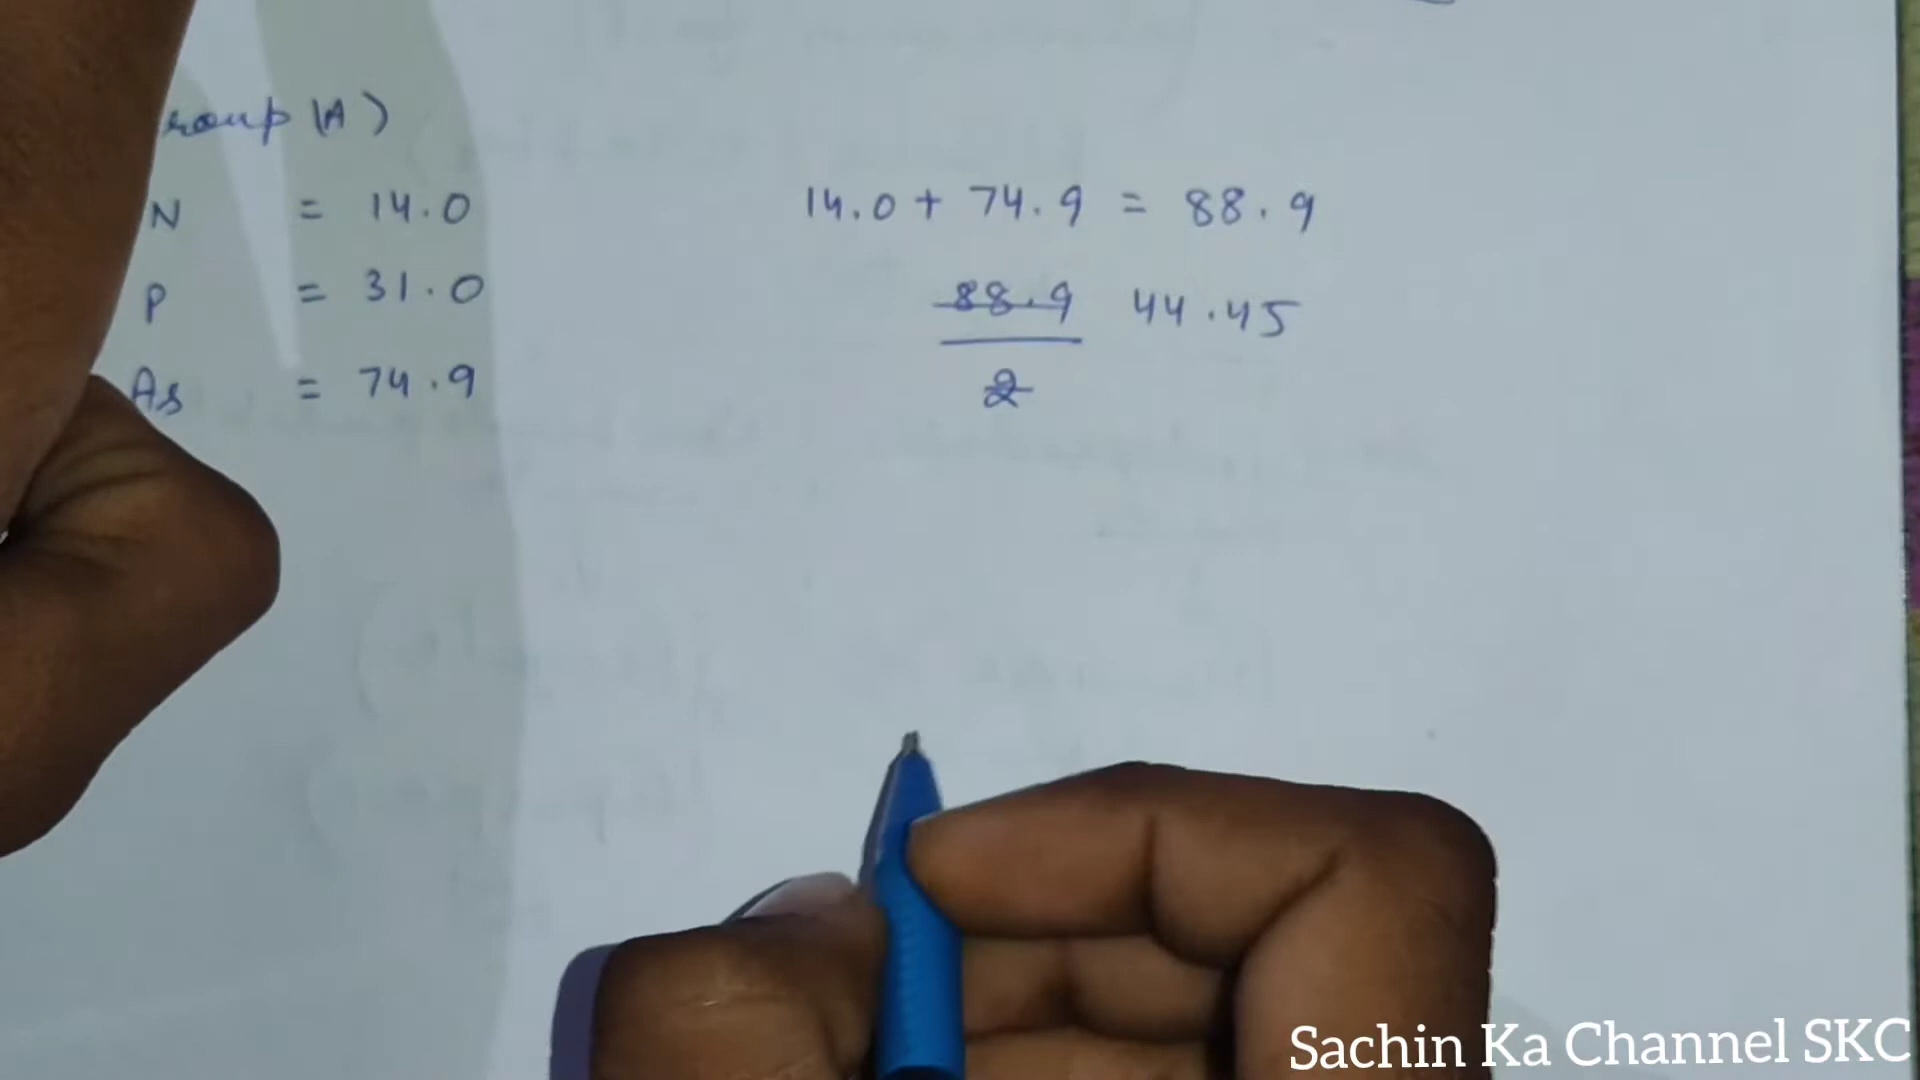 roup (A)
N = 14.0
P = 31.0
As = 74.9
14.0 + 74.9 = 88.9
88.9 44.45
2
Sachin Ka Channel SKC